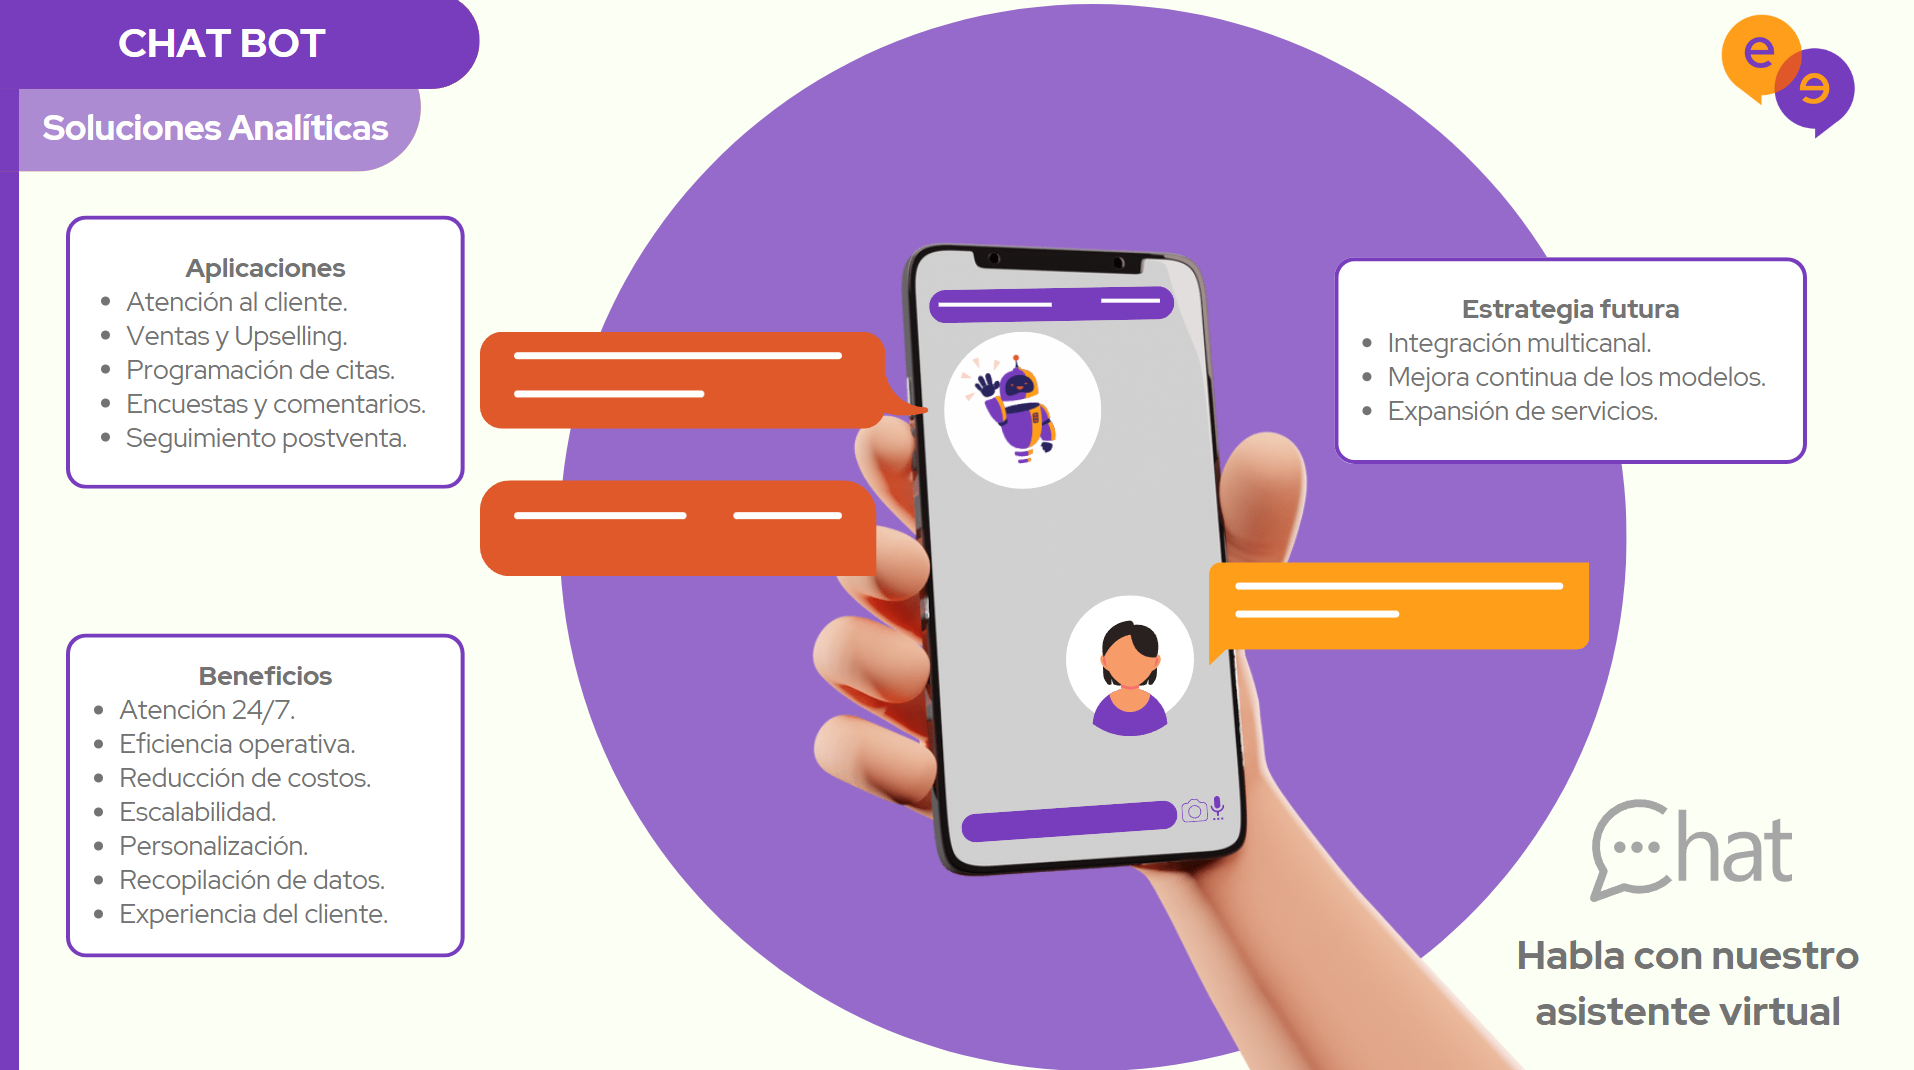 CHAT BOT
Soluciones Analíticas
e
e
Aplicaciones
• Atención al cliente.
• Ventas y Upselling.
• Programación de citas.
• Encuestas y comentarios.
• Seguimiento postventa.
Beneficios
• Atención 24/7.
• Eficiencia operativa.
• Reducción de costos.
• Escalabilidad.
• Personalización.
• Recopilación de datos.
• Experiencia del cliente.
Estrategia futura
• Integración multicanal.
• Mejora continua de los modelos.
• Expansión de servicios.
Chat
Habla con nuestro
asistente virtual